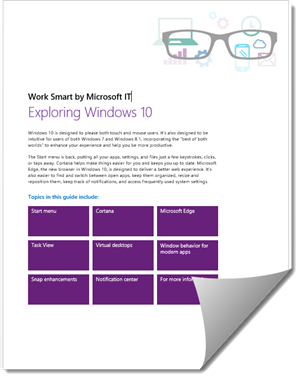 Work Smart by Microsoft IT
Exploring Windows 10
Windows 10 is designed to please both touch and mouse users. It's also designed to be
intuitive for users of both Windows 7 and Windows 8.1, incorporating the "best of both
worlds" to enhance your experience and help you be more productive.
The Start menu is back, putting all your apps, settings, and files just a few keystrokes, clicks,
or taps away. Cortana helps make things easier for you and keeps you up to date. Microsoft
Edge, the new browser in Windows 10, is designed to deliver a better web experience. It's
also easier to find and switch between open apps, keep them organized, resize and
reposition them, keep track of notifications, and access frequently used system settings.
Topics in this guide include:
Start menu
Cortana
Microsoft Edge
Task View
Virtual desktops
Window behavior for
modern apps
Snap enhancements
Notification center
For more